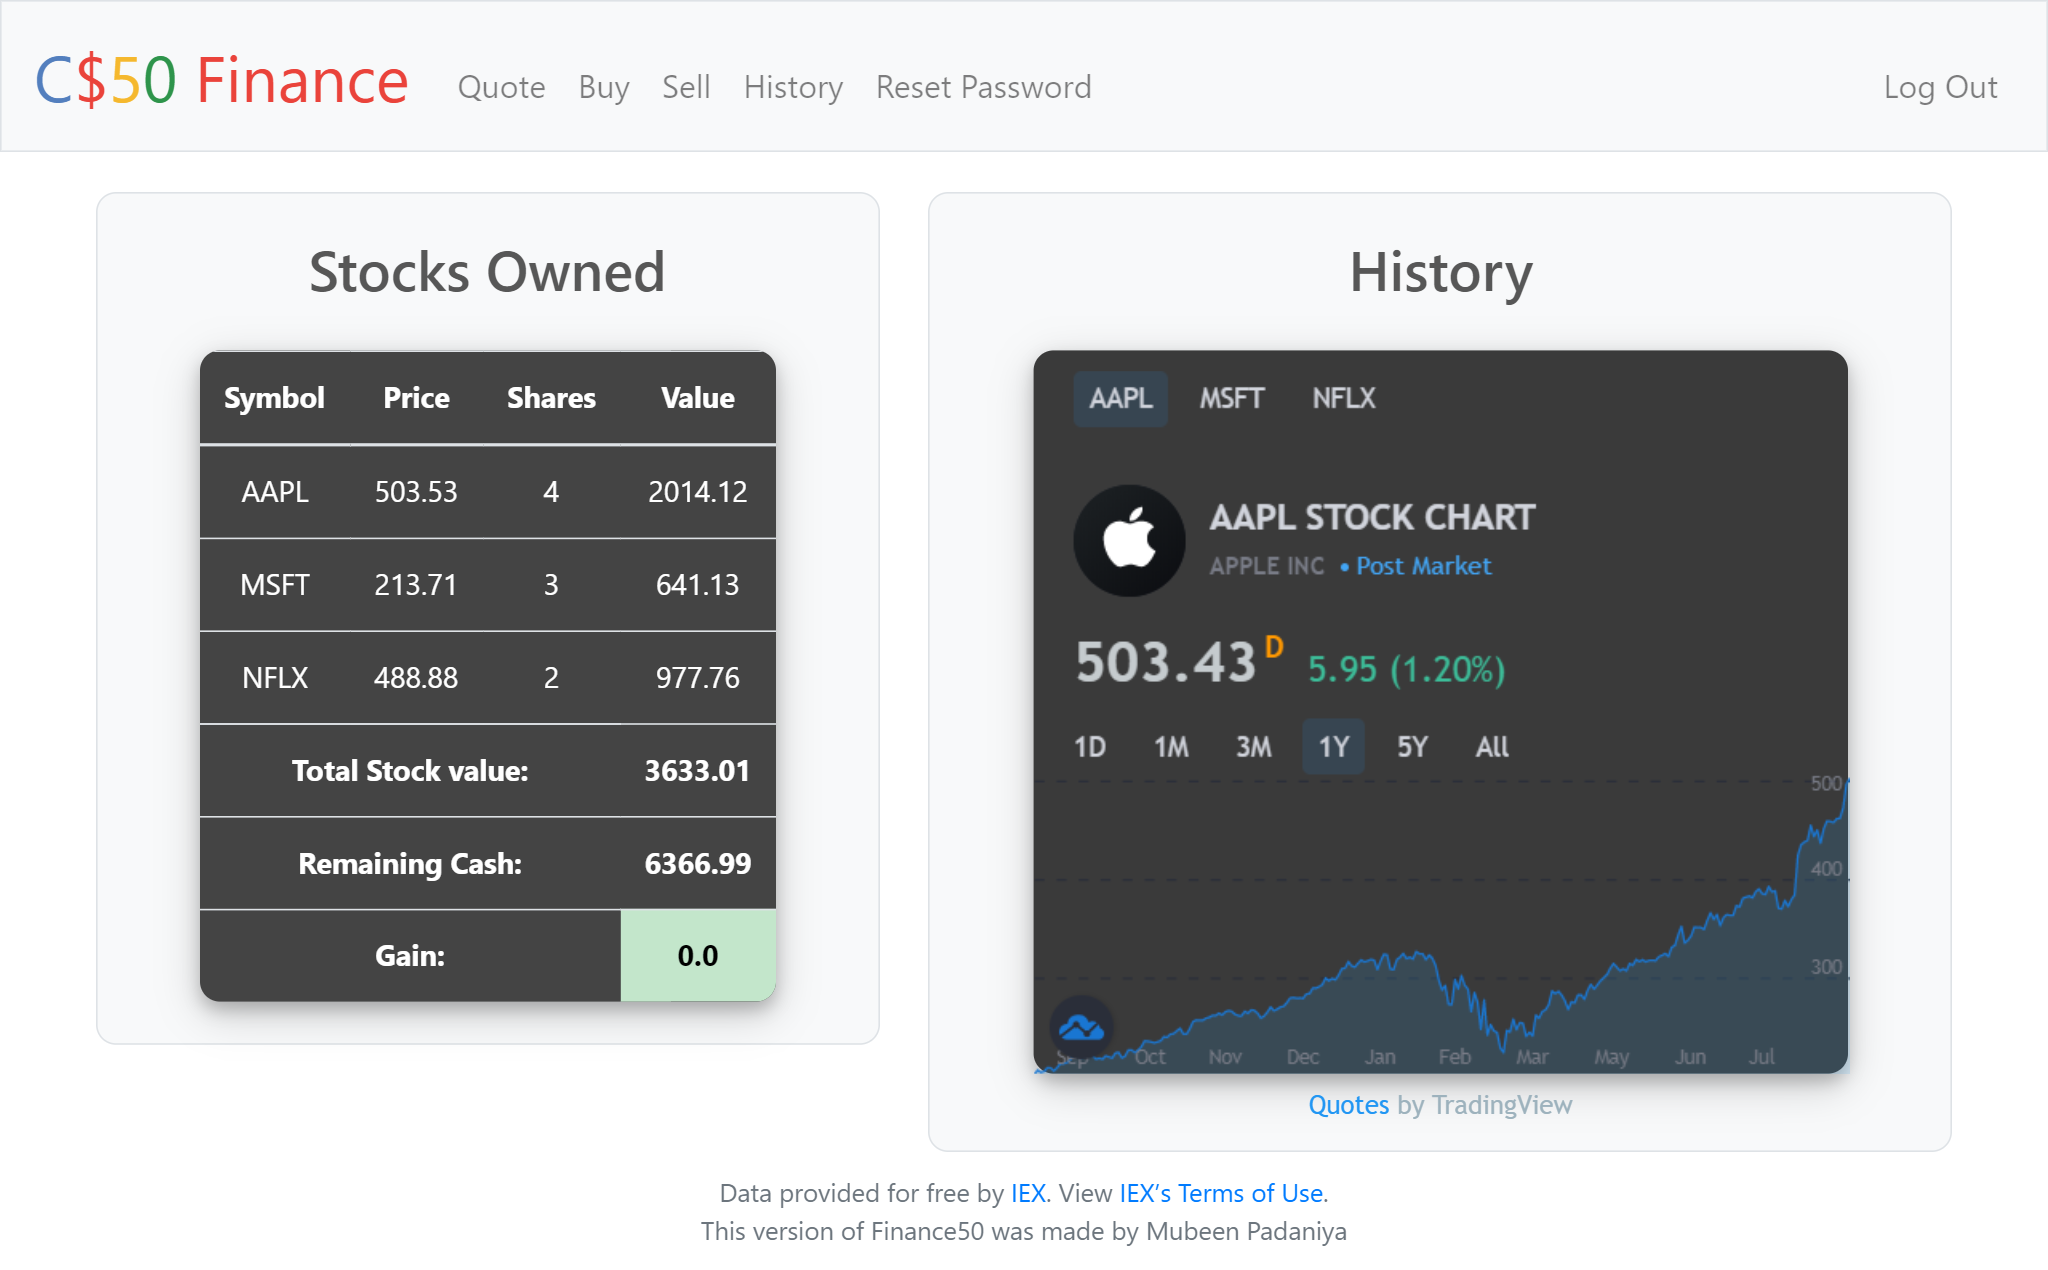 C$50 Finance Quote Buy Sell History Reset Password Log Out
Stocks Owned
Symbol Price Shares Value
AAPL 503.53 4 2014.12
MSFT 213.71 3 641.13
NFLX 488.88 2 977.76
Total Stock value: 3633.01
Remaining Cash: 6366.99
Gain: 0.0
History
AAPL MSFT NFLX
AAPL STOCK CHART
APPLE INC • Post Market
503.43 D 5.95 (1.20%)
1D 1M 3M 1Y 5Y All
500
400
300
Sep Oct Nov Dec Jan Feb Mar May Jun Jul
Quotes by TradingView
Data provided for free by IEX. View IEX’s Terms of Use.
This version of Finance50 was made by Mubeen Padaniya